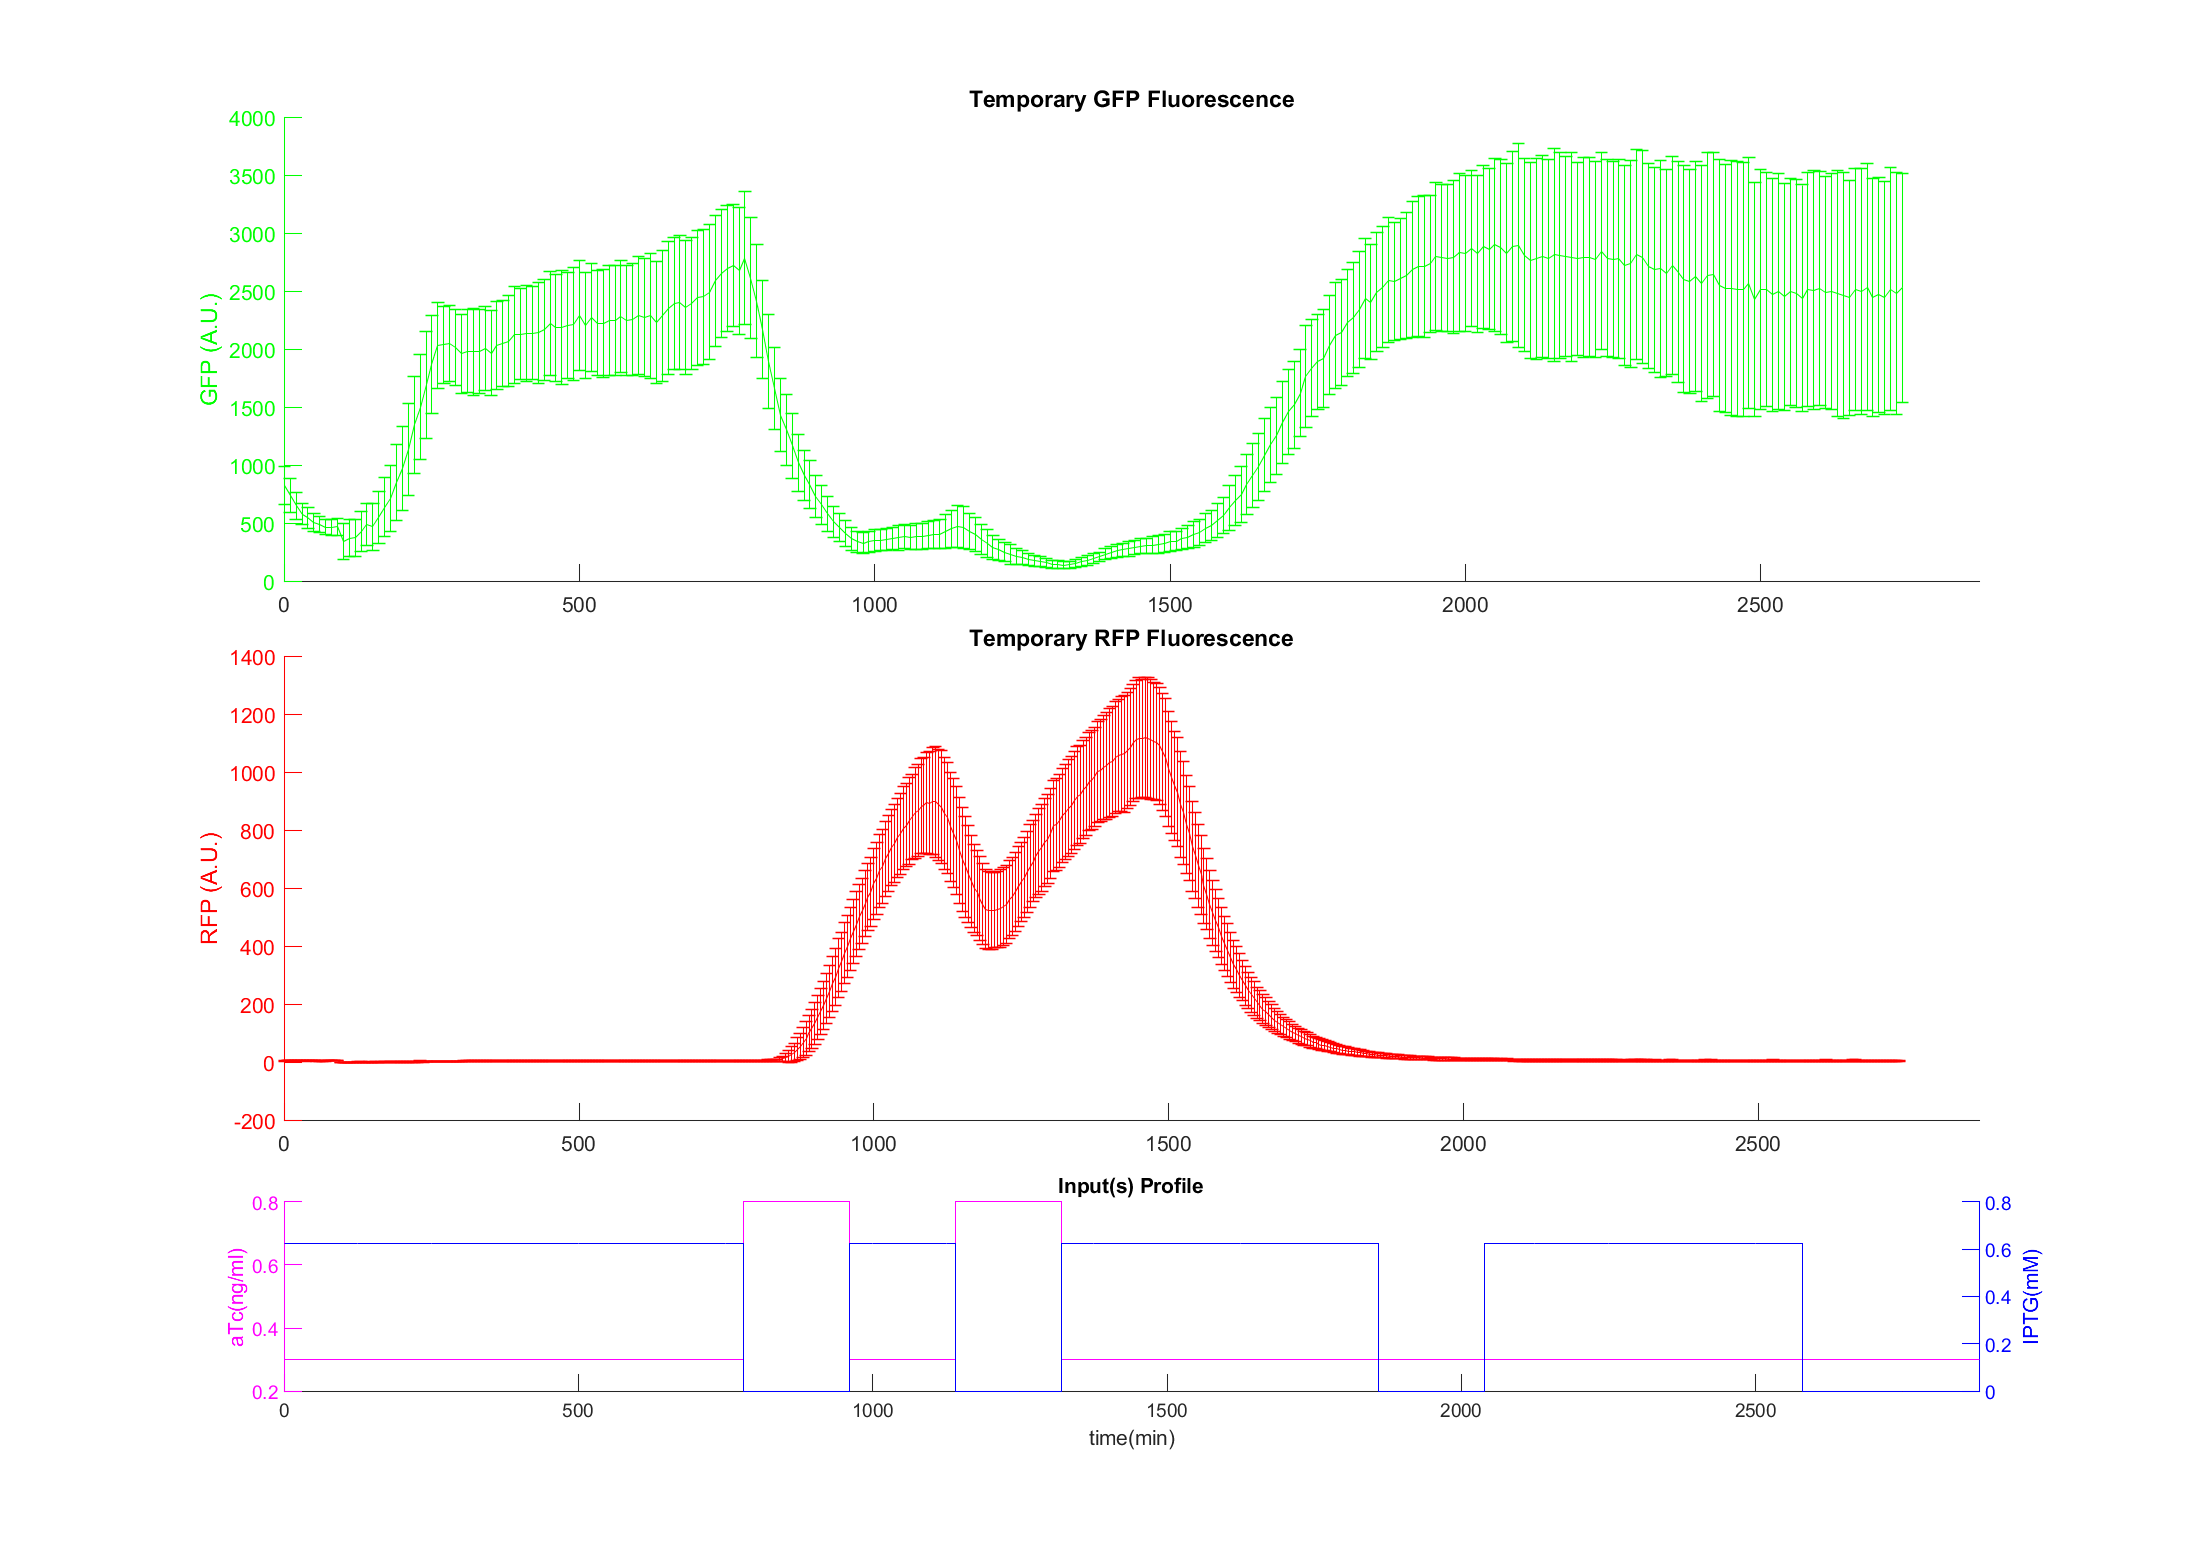 Temporary GFP Fluorescence
4000
3500
3000
2500
2000
1500
1000
500
0
GFP (A.U.)
0 500 1000 1500 2000 2500
Temporary RFP Fluorescence
1400
1200
1000
800
600
400
200
0
-200
RFP (A.U.)
0 500 1000 1500 2000 2500
Input(s) Profile
0.8
0.6
0.4
0.2
aTc(ng/ml)
0.8
0.6
0.4
0.2
0
IPTG(mM)
0 500 1000 1500 2000 2500
time(min)